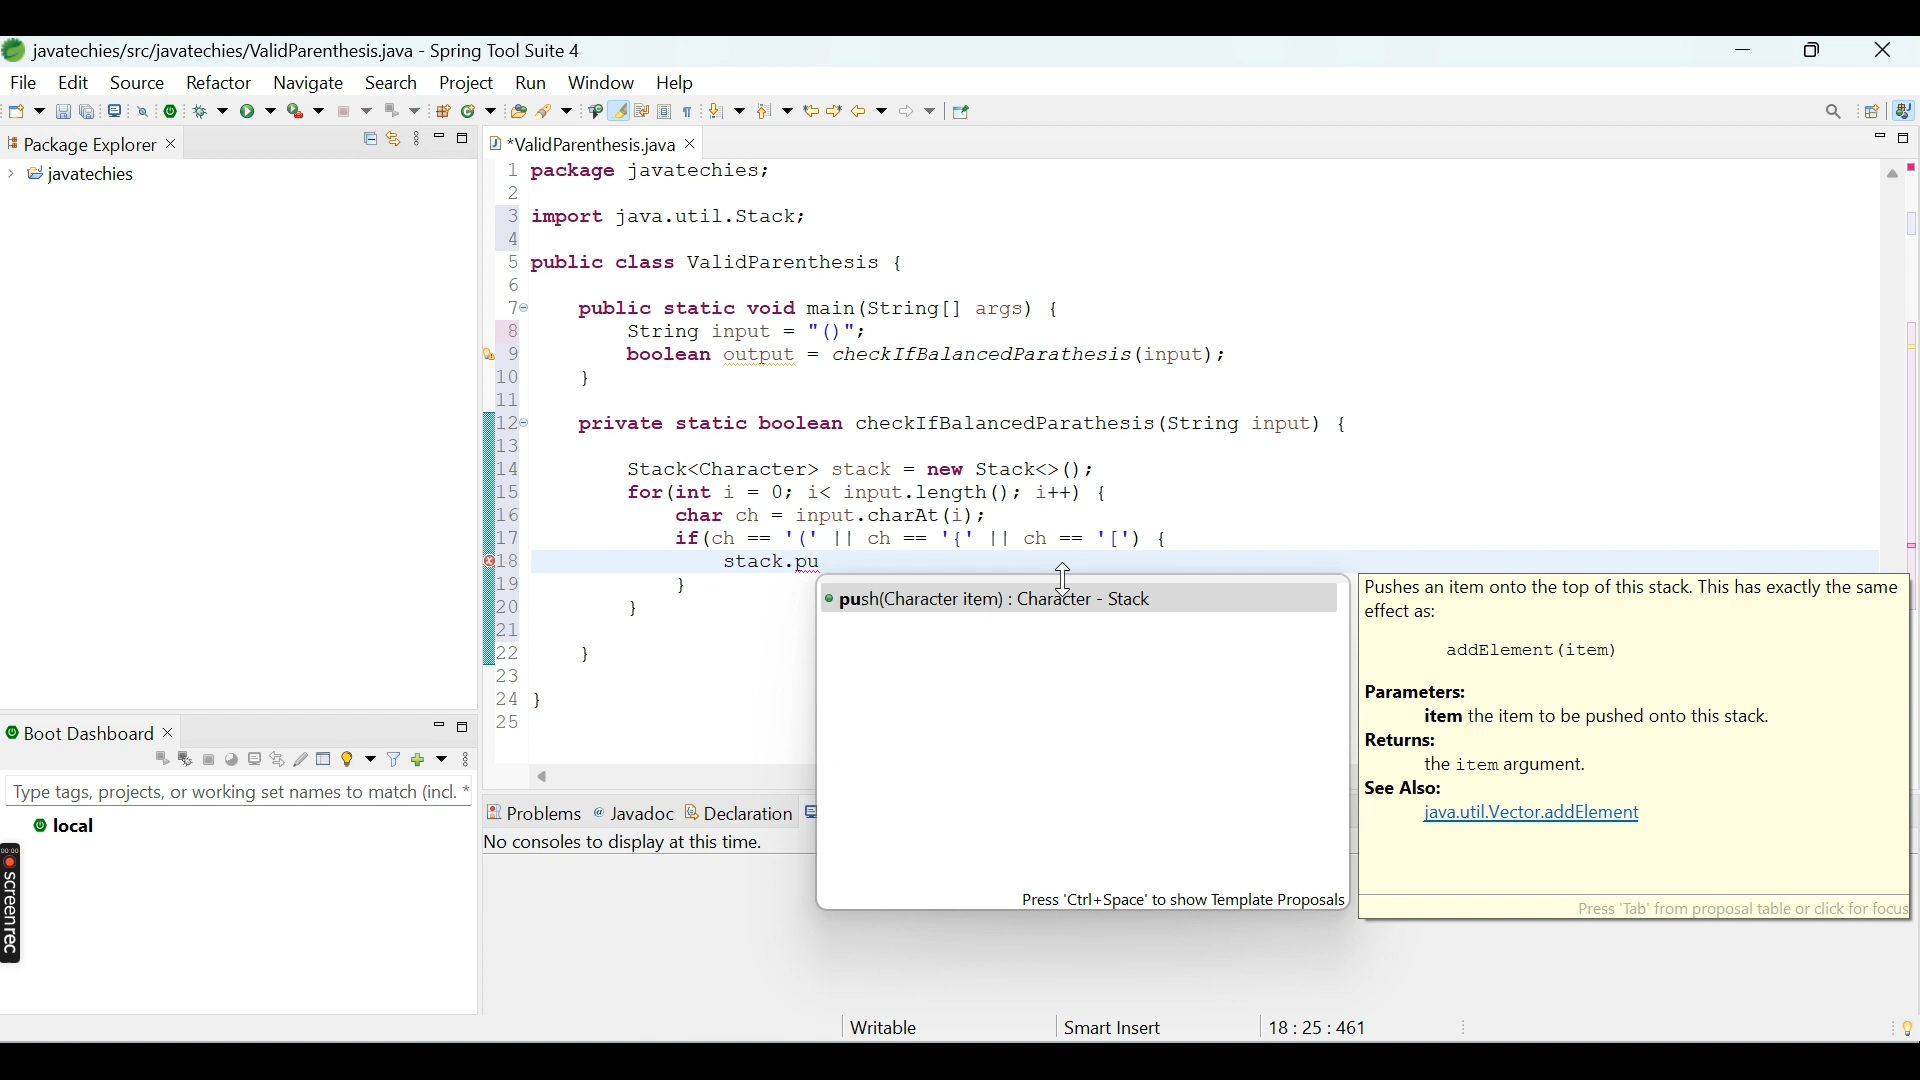 javatechies/src/javatechies/ValidParenthesis.java - Spring Tool Suite 4
File Edit Source Refactor Navigate Search Project Run Window Help
Package Explorer
*ValidParenthesis.java
javatechies
1 package javatechies;
2
3 import java.util.Stack;
4
5 public class ValidParenthesis {
6
7 public static void main(String[] args) {
8 String input = "()";
9 boolean output = checkIfBalancedParathesis(input);
10 }
11
12 private static boolean checkIfBalancedParathesis(String input) {
13
14 Stack<Character> stack = new Stack<>();
15 for(int i = 0; i< input.length(); i++) {
16 char ch = input.charAt(i);
17 if(ch == '(' || ch == '{' || ch == '[') {
18 stack.pu
19 }
20 }
21
22 }
23
24 }
25
push(Character item) : Character - Stack
Press 'Ctrl+Space' to show Template Proposals
Pushes an item onto the top of this stack. This has exactly the same
effect as:
addElement(item)
Parameters:
item the item to be pushed onto this stack.
Returns:
the item argument.
See Also:
java.util.Vector.addElement
Press 'Tab' from proposal table or click for focus
Boot Dashboard
Type tags, projects, or working set names to match (incl. *
local
00:00
screenrec
Problems @ Javadoc Declaration
No consoles to display at this time.
Writable Smart Insert 18 : 25 : 461